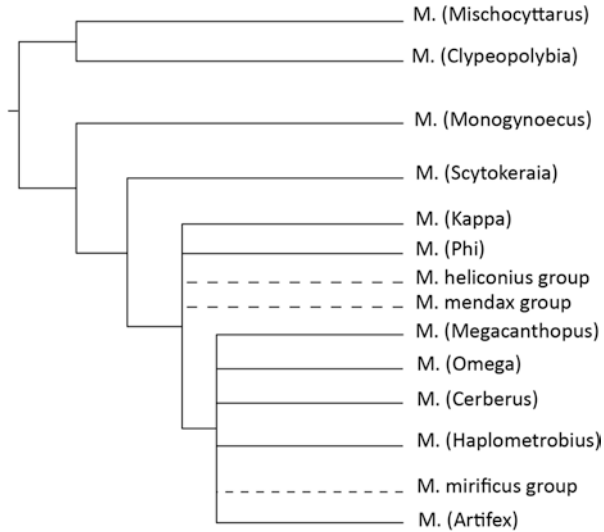 M. (Mischocyttarus)
M. (Clypeopolybia)
M. (Monogynoecus)
M. (Scytokeraia)
M. (Kappa)
M. (Phi)
M. heliconius group
M. mendax group
M. (Megacanthopus)
M. (Omega)
M. (Cerberus)
M. (Haplometrobius)
M. mirificus group
M. (Artifex)